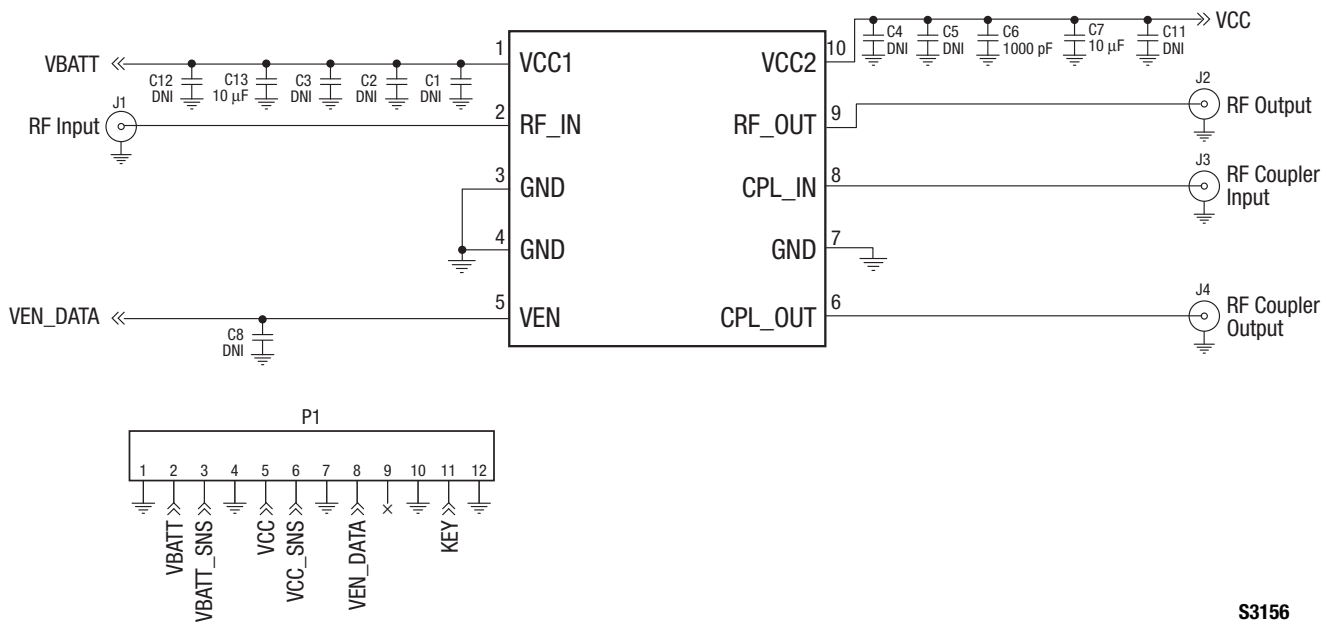 VBATT
C12
DNI
C13
10 μF
C3
DNI
C2
DNI
C1
DNI
1
VCC1
10
VCC2
C4
DNI
C5
DNI
C6
1000 pF
C7
10 μF
C11
DNI
VCC
J1
RF Input
2
RF_IN
9
RF_OUT
J2
RF Output
3
GND
8
CPL_IN
J3
RF Coupler
Input
4
GND
7
GND
VEN_DATA
C8
DNI
5
VEN
6
CPL_OUT
J4
RF Coupler
Output
P1
1 2 3 4 5 6 7 8 9 10 11 12
VBATT
VBATT_SNS
VCC
VCC_SNS
VEN_DATA
KEY
S3156